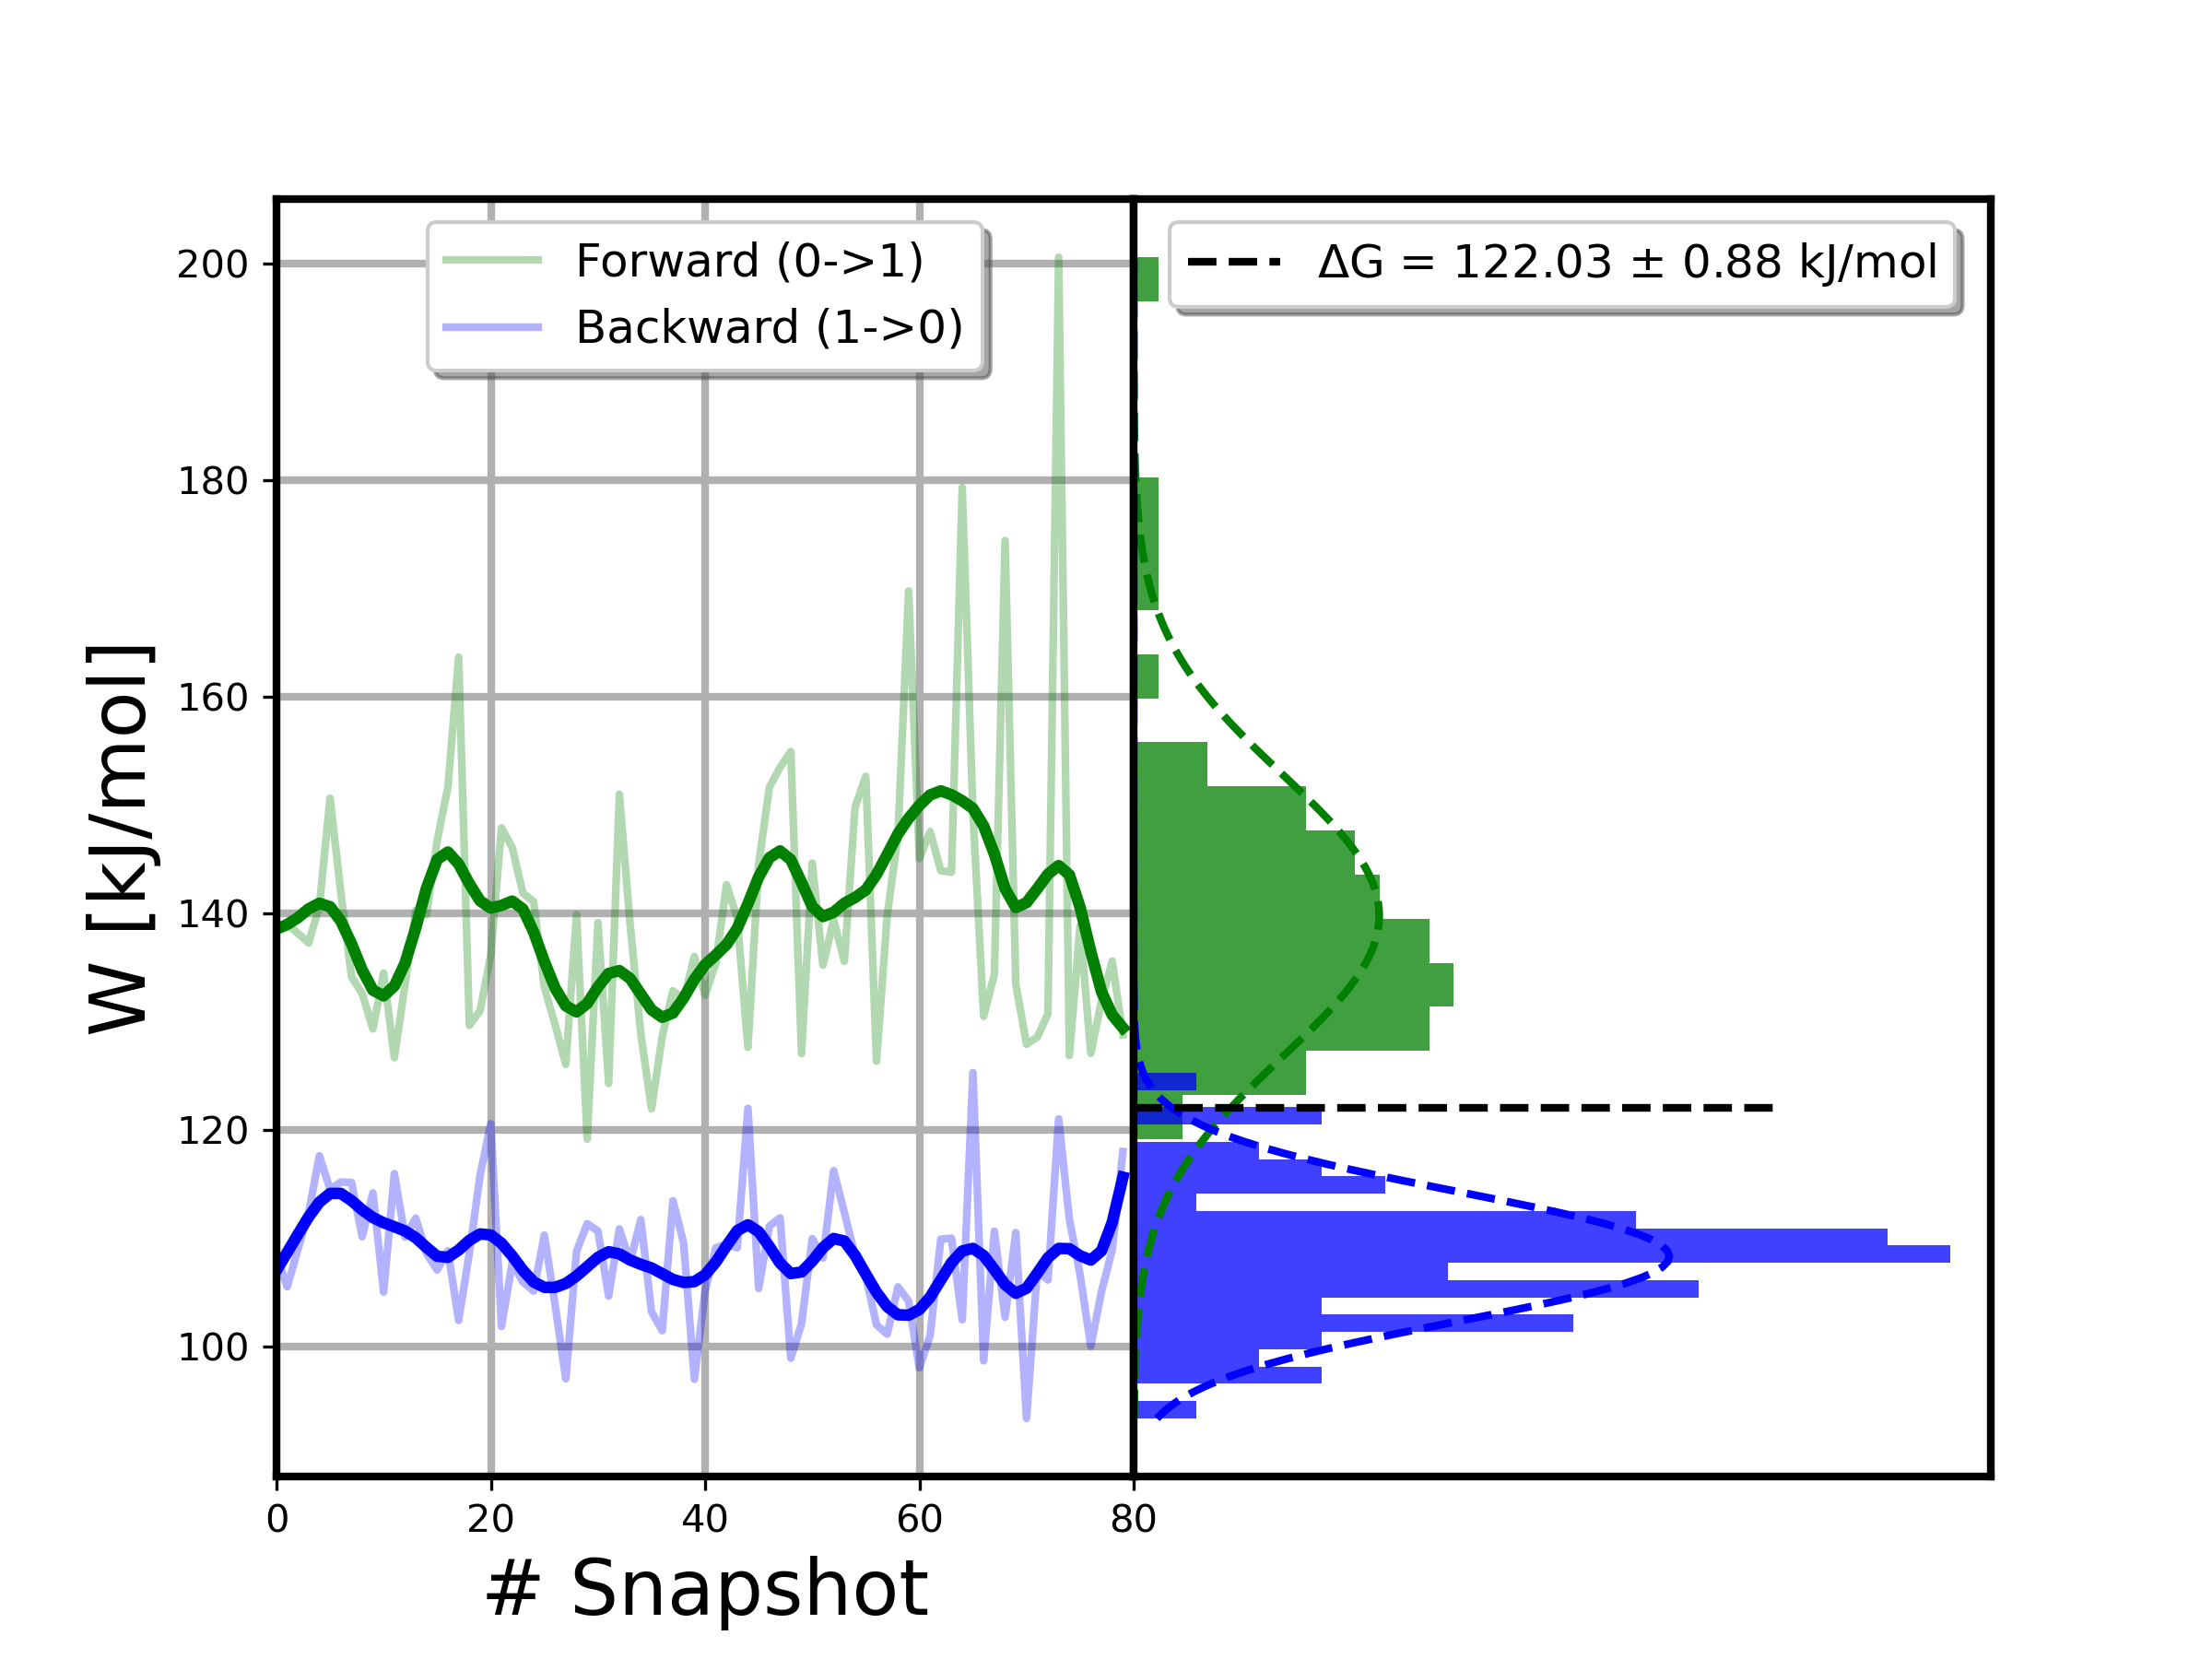 Forward (0->1)
Backward (1->0)
ΔG = 122.03 ± 0.88 kJ/mol
W [kJ/mol]
200
180
160
140
120
100
0
20
40
60
80
# Snapshot